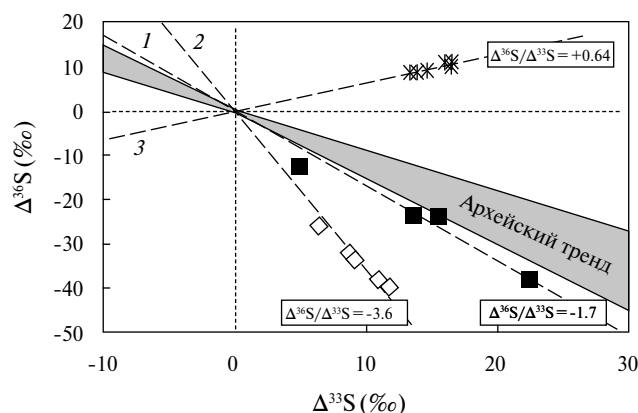 20
10
0
-10
-20
-30
-40
-50
Δ³⁶S (‰)
1
2
3
Δ³⁶S/Δ³³S = +0.64
Архейский тренд
Δ³⁶S/Δ³³S = -3.6
Δ³⁶S/Δ³³S = -1.7
-10 0 10 20 30
Δ³³S (‰)